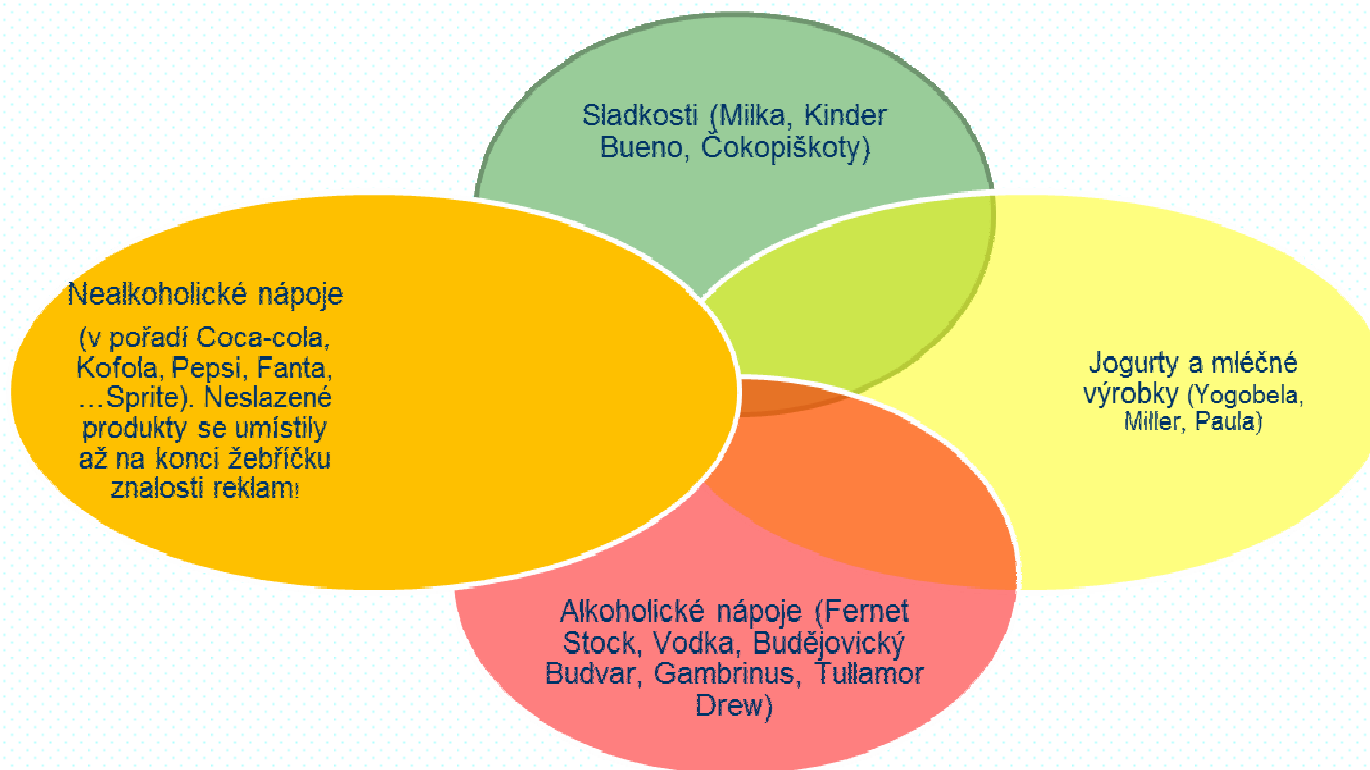 Sladkosti (Milka, Kinder
Bueno, Čokopiškoty)
Nealkoholické nápoje
(v pořadí Coca-cola,
Kofola, Pepsi, Fanta,
…Sprite). Neslazené
produkty se umístily
až na konci žebříčku
znalosti reklam!
Jogurty a mléčné
výrobky (Yogobela,
Miller, Paula)
Alkoholické nápoje (Fernet
Stock, Vodka, Budějovický
Budvar, Gambrinus, Tullamor
Drew)